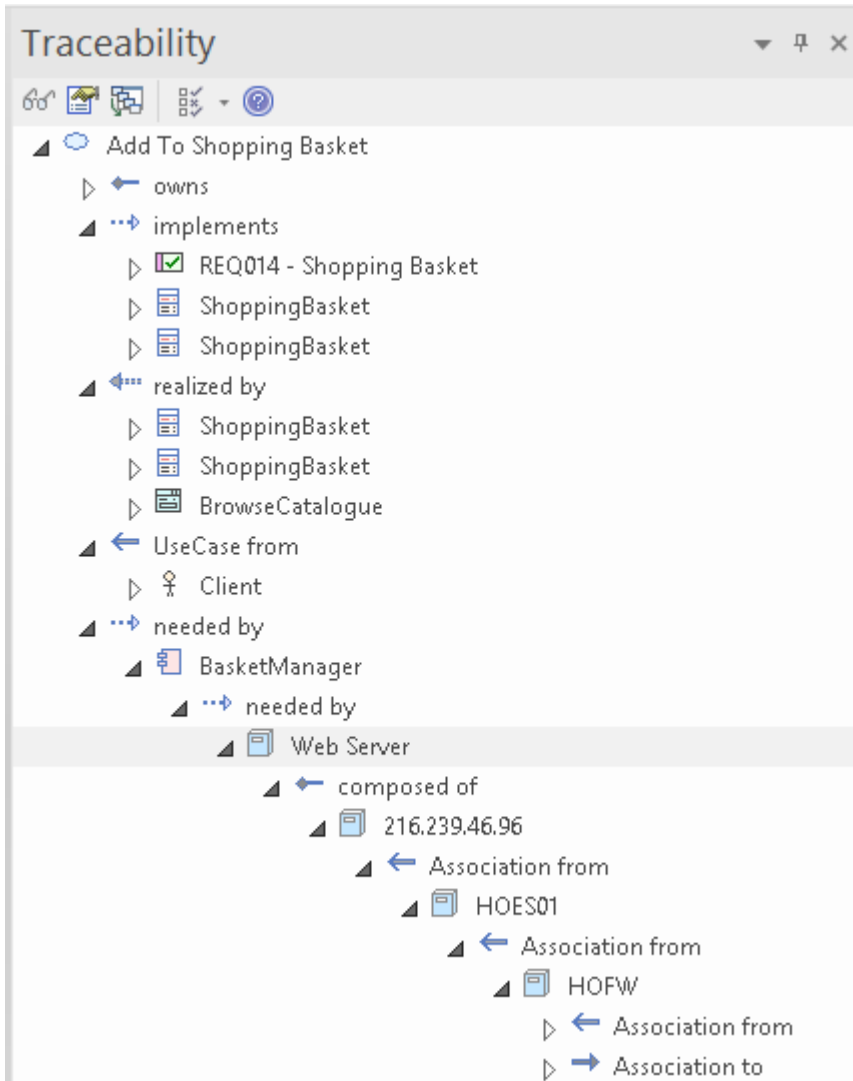 Traceability
Add To Shopping Basket
owns
implements
REQ014 - Shopping Basket
ShoppingBasket
ShoppingBasket
realized by
ShoppingBasket
ShoppingBasket
BrowseCatalogue
UseCase from
Client
needed by
BasketManager
needed by
Web Server
composed of
216.239.46.96
Association from
HOES01
Association from
HOFW
Association from
Association to